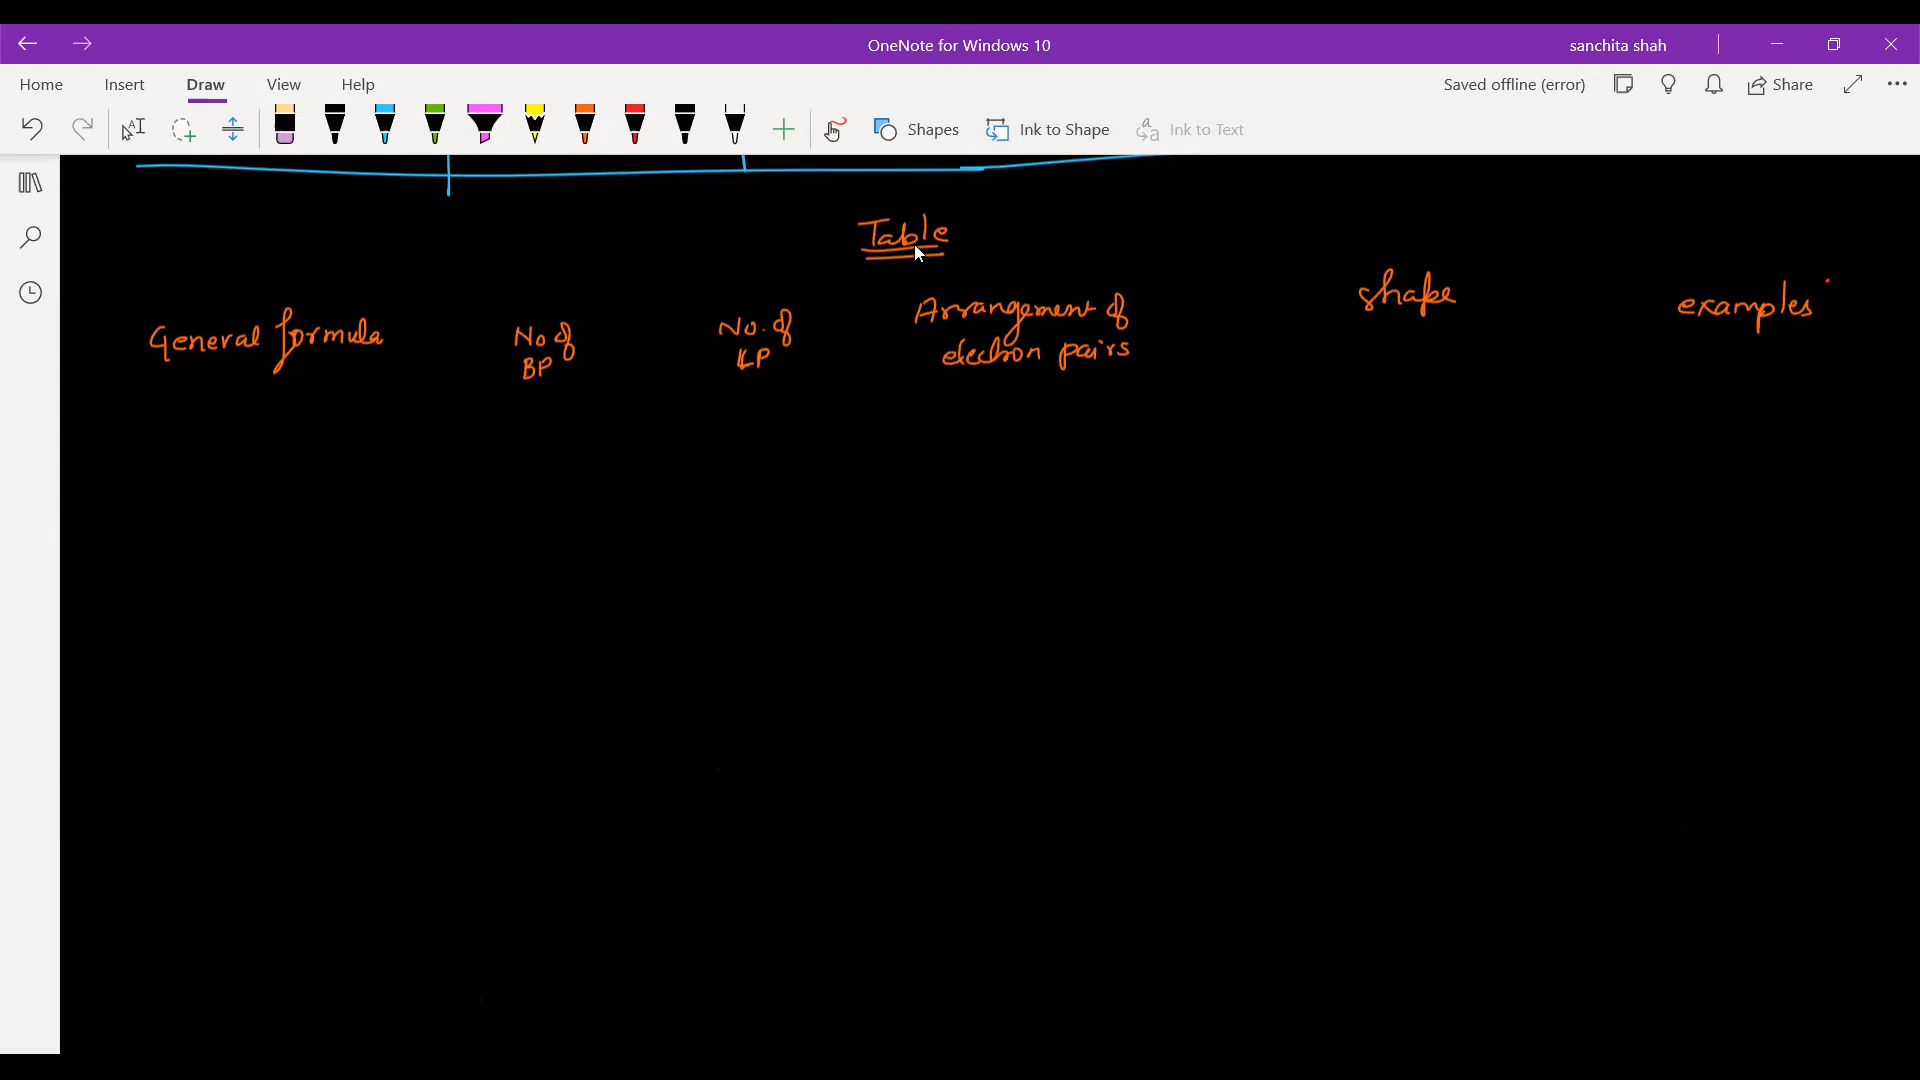 OneNote for Windows 10
sanchita shah
Home Insert Draw View Help
Saved offline (error)
Share
Shapes
Ink to Shape
Ink to Text
Table
General formula
No of
BP
No. of
LP
Arrangement of
electron pairs
shape
examples